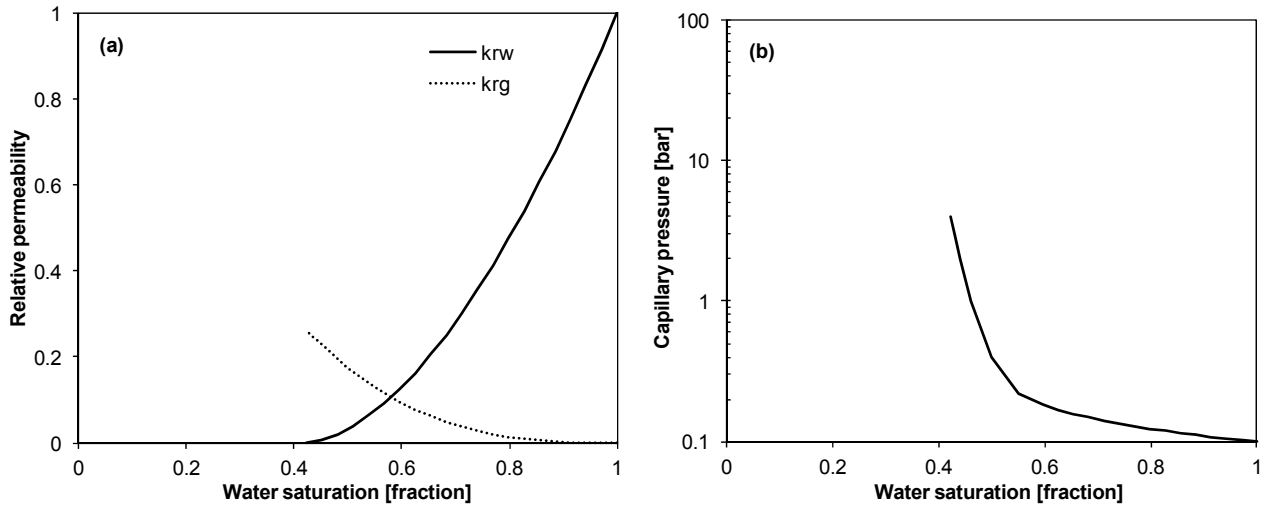 (a)
krw
krg
1
0.8
0.6
0.4
0.2
0
Relative permeability
0 0.2 0.4 0.6 0.8 1
Water saturation [fraction]
(b)
100
10
1
0.1
Capillary pressure [bar]
0 0.2 0.4 0.6 0.8 1
Water saturation [fraction]